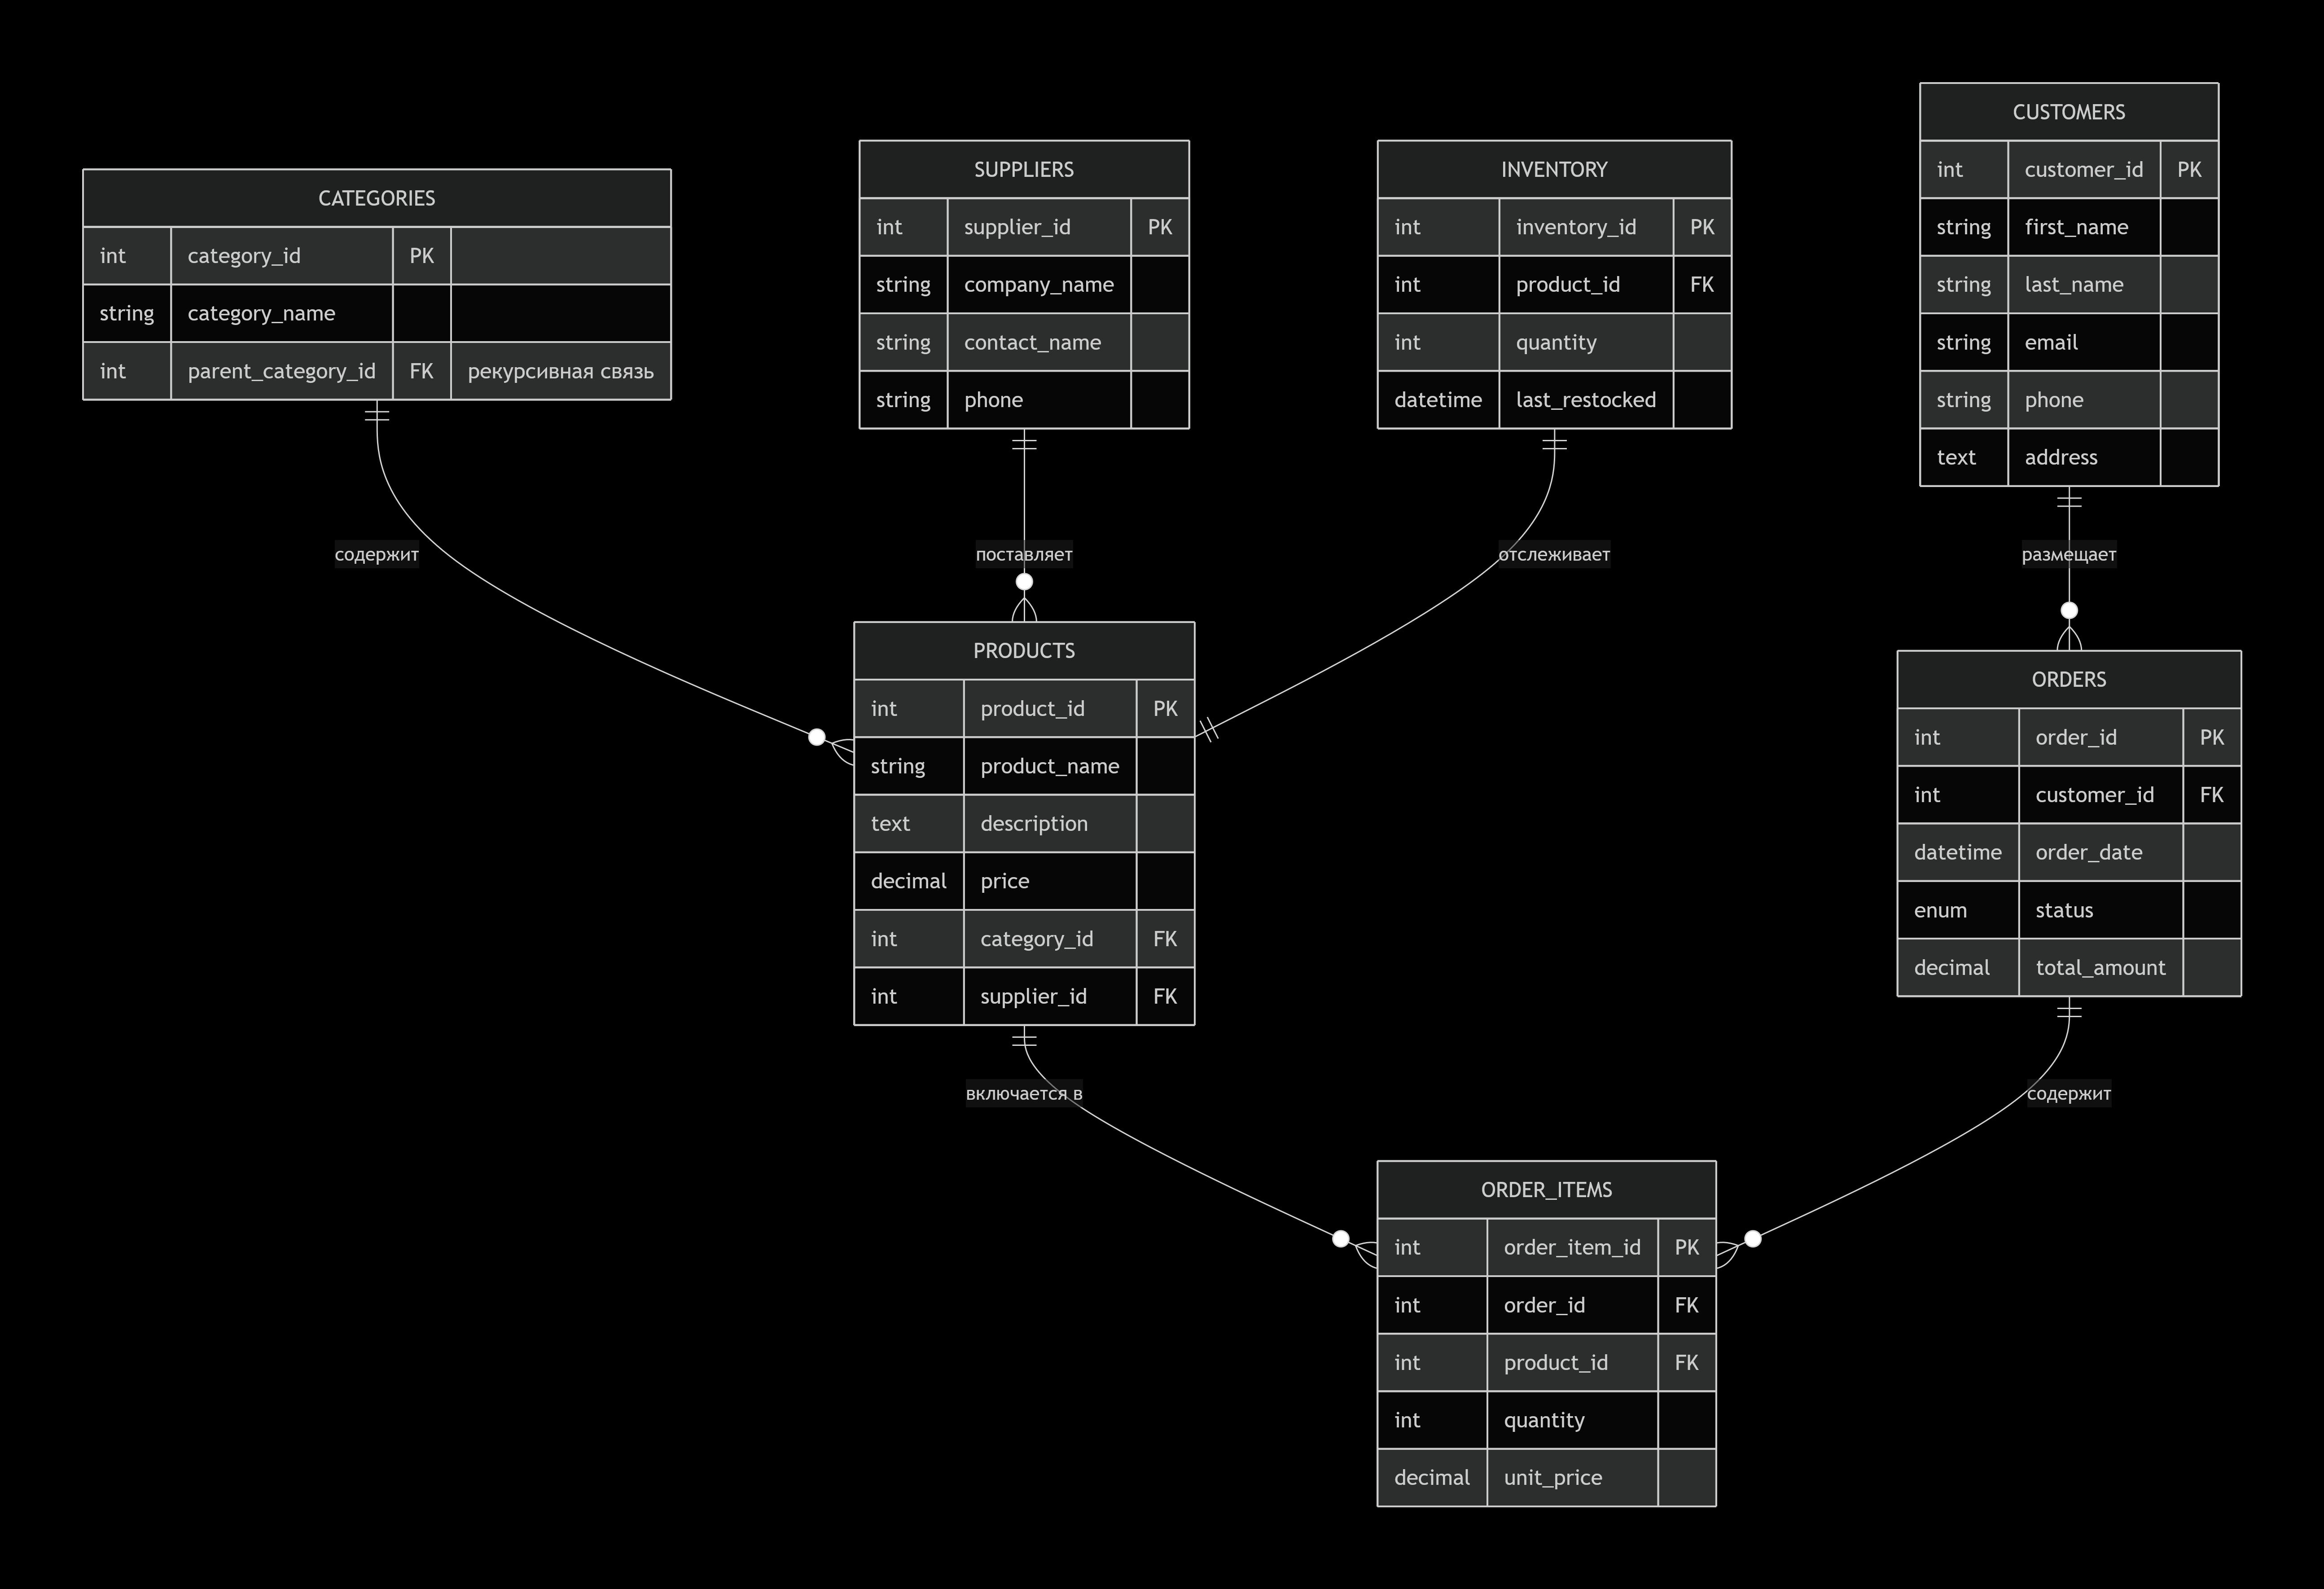 CATEGORIES
int category_id PK
string category_name
int parent_category_id FK рекурсивная связь
SUPPLIERS
int supplier_id PK
string company_name
string contact_name
string phone
INVENTORY
int inventory_id PK
int product_id FK
int quantity
datetime last_restocked
CUSTOMERS
int customer_id PK
string first_name
string last_name
string email
string phone
text address
содержит
поставляет
отслеживает
размещает
PRODUCTS
int product_id PK
string product_name
text description
decimal price
int category_id FK
int supplier_id FK
ORDERS
int order_id PK
int customer_id FK
datetime order_date
enum status
decimal total_amount
включается в
содержит
ORDER_ITEMS
int order_item_id PK
int order_id FK
int product_id FK
int quantity
decimal unit_price